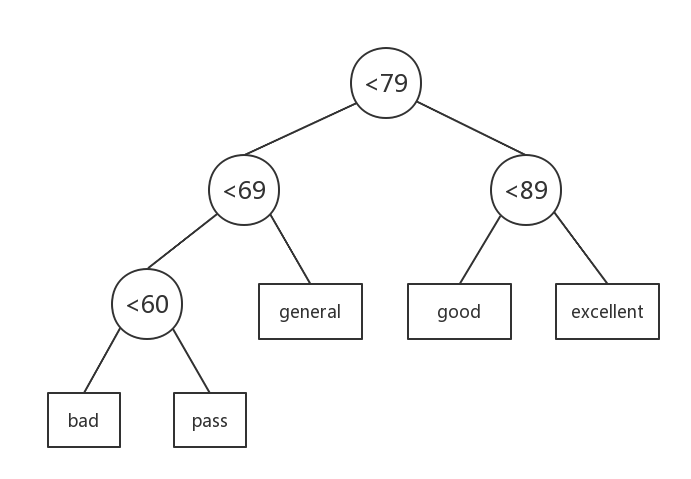 <79
<69
<89
<60
general
good
excellent
bad
pass